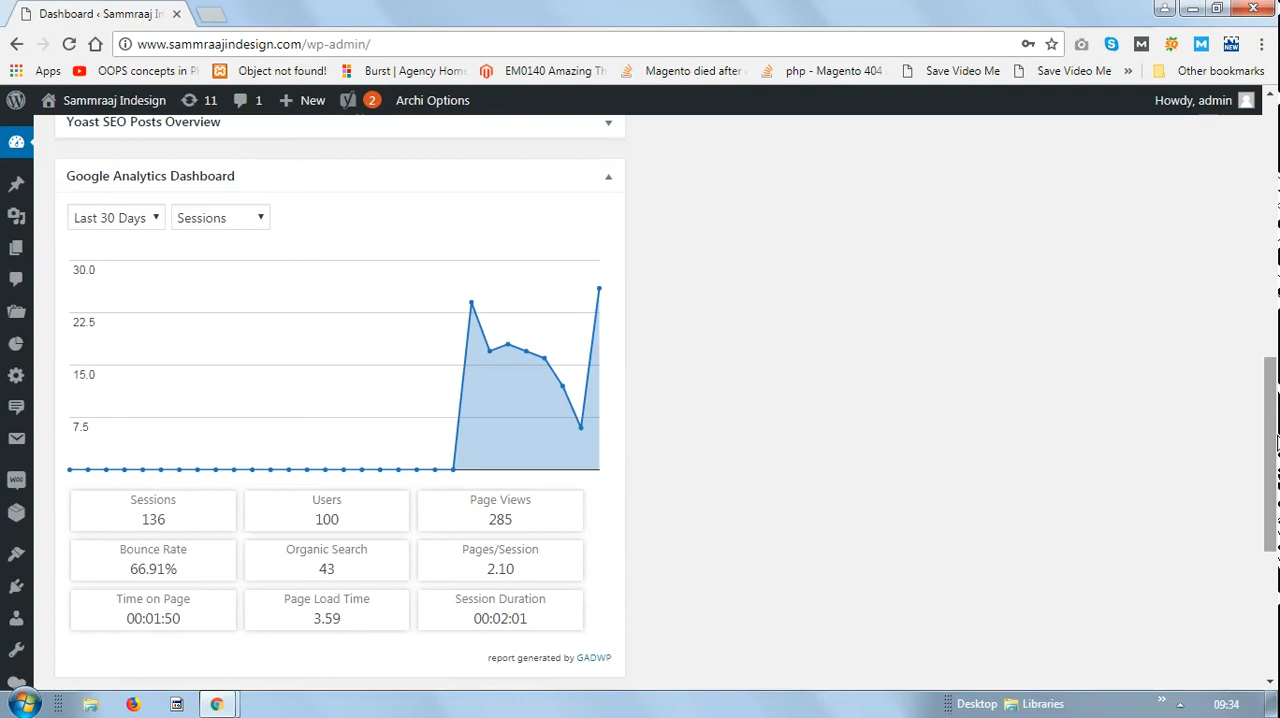 Dashboard ‹ Sammraaj In
www.sammraajindesign.com/wp-admin/
Apps OOPS concepts in P Object not found! Burst | Agency Home EM0140 Amazing Th Magento died after php - Magento 404 Save Video Me Save Video Me » Other bookmarks
Sammraaj Indesign 11 1 + New 2 Archi Options Howdy, admin
Yoast SEO Posts Overview
Google Analytics Dashboard
Last 30 Days Sessions
30.0
22.5
15.0
7.5
Sessions Users Page Views
136 100 285
Bounce Rate Organic Search Pages/Session
66.91% 43 2.10
Time on Page Page Load Time Session Duration
00:01:50 3.59 00:02:01
report generated by GADWP
Desktop Libraries » 09:34